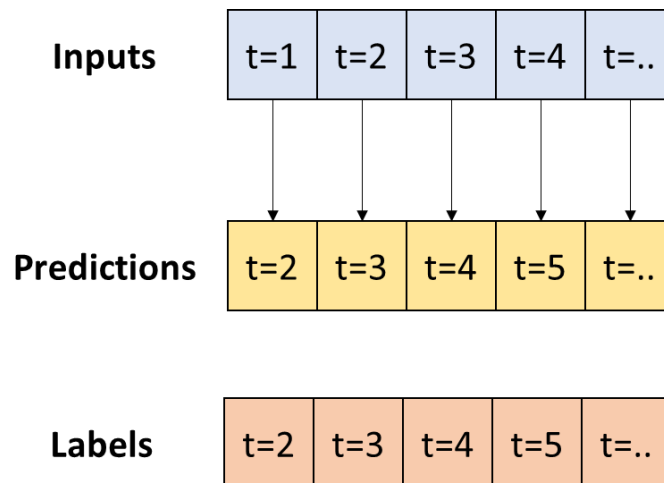 Inputs t=1 t=2 t=3 t=4 t=..
Predictions t=2 t=3 t=4 t=5 t=..
Labels t=2 t=3 t=4 t=5 t=..